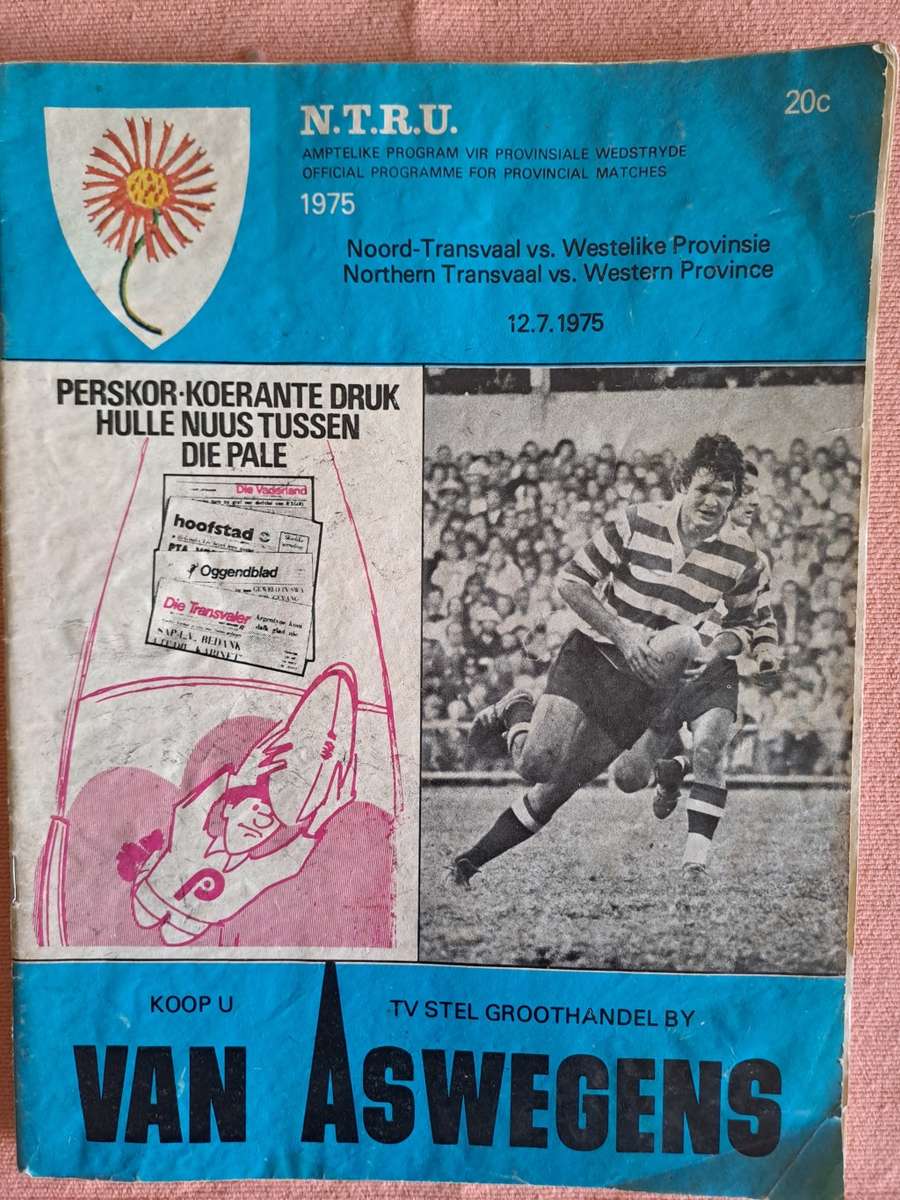 N.T.R.U.
20c
AMPTELIKE PROGRAM VIR PROVINSIALE WEDSTRYDE
OFFICIAL PROGRAMME FOR PROVINCIAL MATCHES
1975
Noord-Transvaal vs. Westelike Provinsie
Northern Transvaal vs. Western Province
12.7.1975
PERSKOR-KOERANTE DRUK
HULLE NUUS TUSSEN
DIE PALE
Die Vaderland
hoofstad
Oggendblad
Die Transvaler
P
KOOP U
TV STEL GROOTHANDEL BY
VAN ASWEGENS